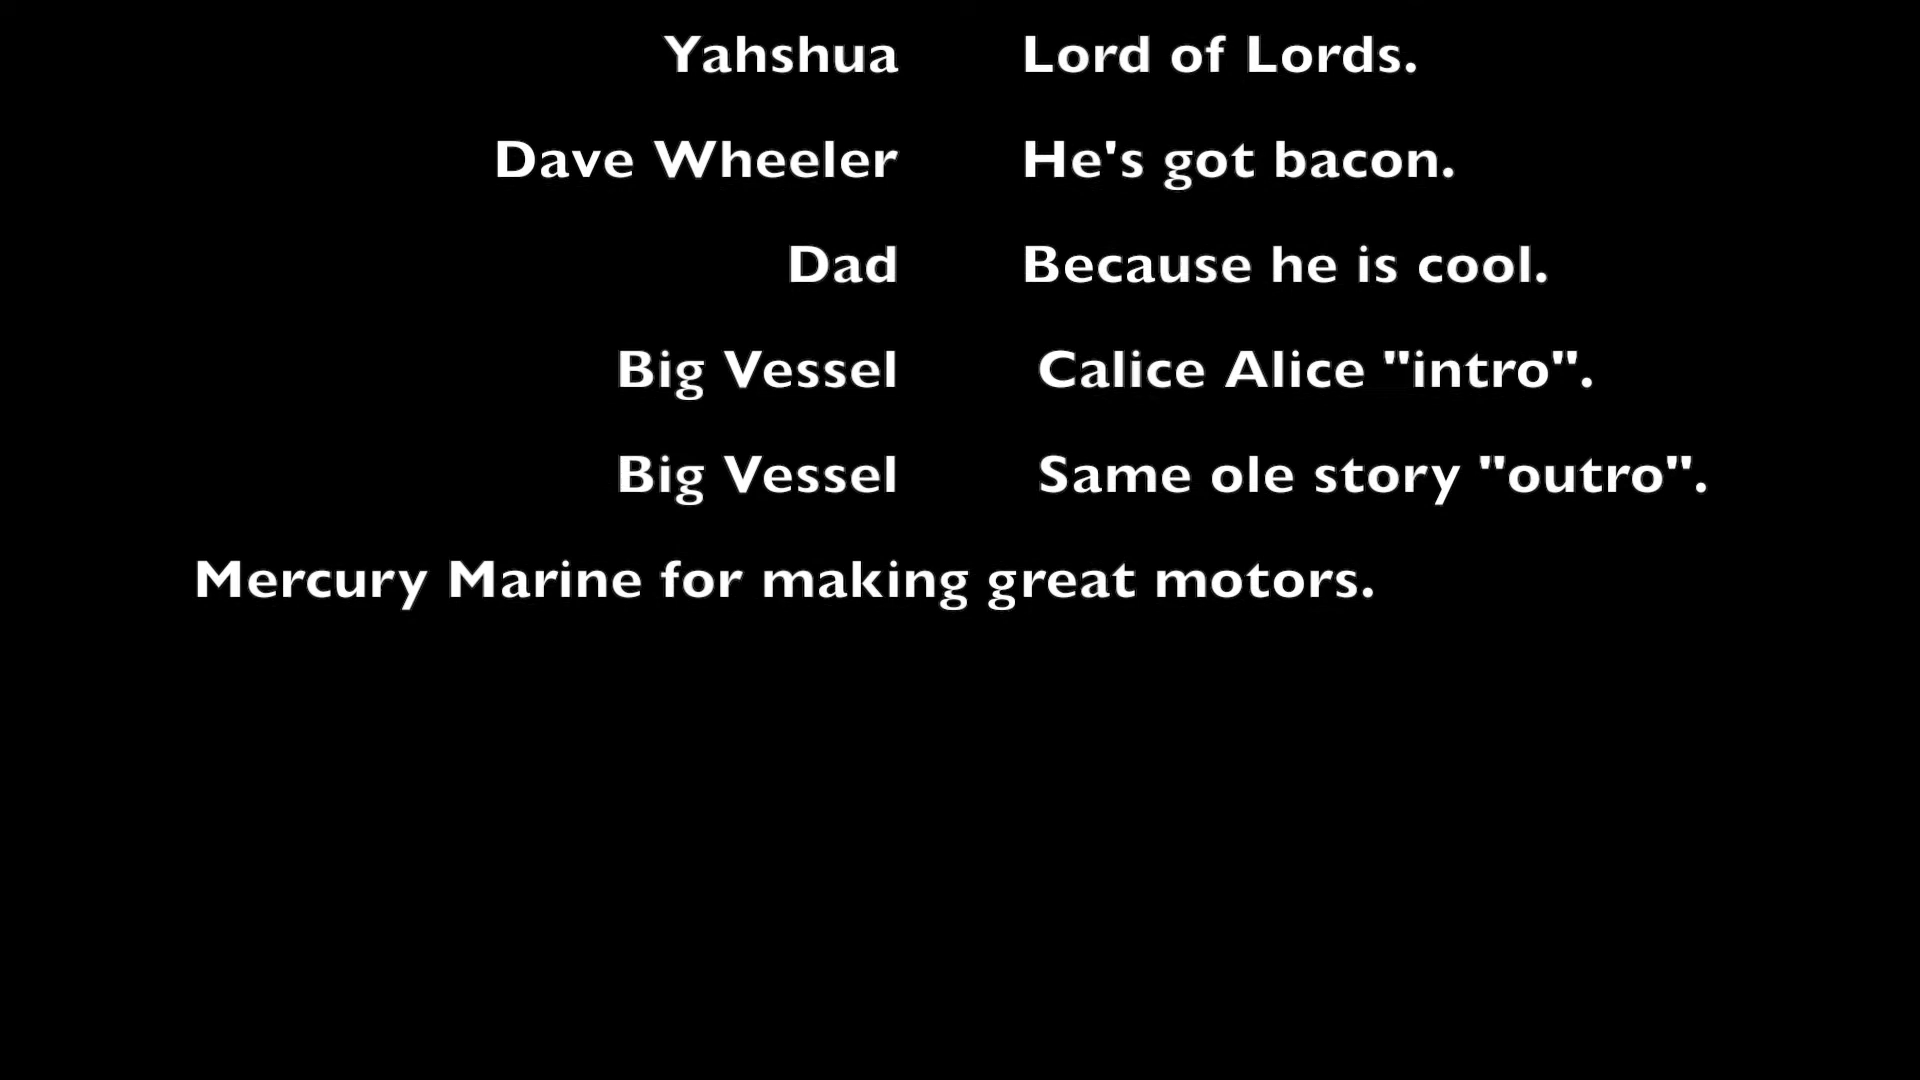 Yahshua Lord of Lords.
Dave Wheeler He's got bacon.
Dad Because he is cool.
Big Vessel Calice Alice "intro".
Big Vessel Same ole story "outro".
Mercury Marine for making great motors.